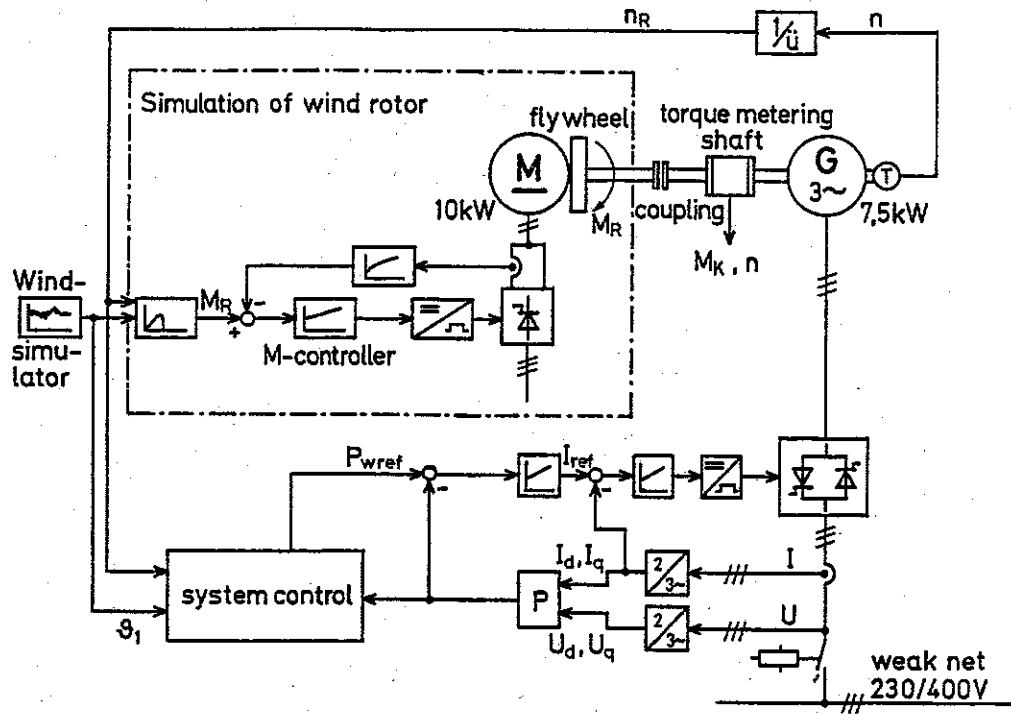 n_R
1/ü
n
Simulation of wind rotor
flywheel
torque metering
shaft
M
G
3~
T
10kW
M_R
coupling
7,5kW
M_K , n
Wind-
simu-
lator
M_R
-
+
M-controller
P_wref
-
I_ref
-
I_d, I_q
2/3~
I
system control
P
ϑ_1
U_d, U_q
2/3~
U
weak net
230/400V